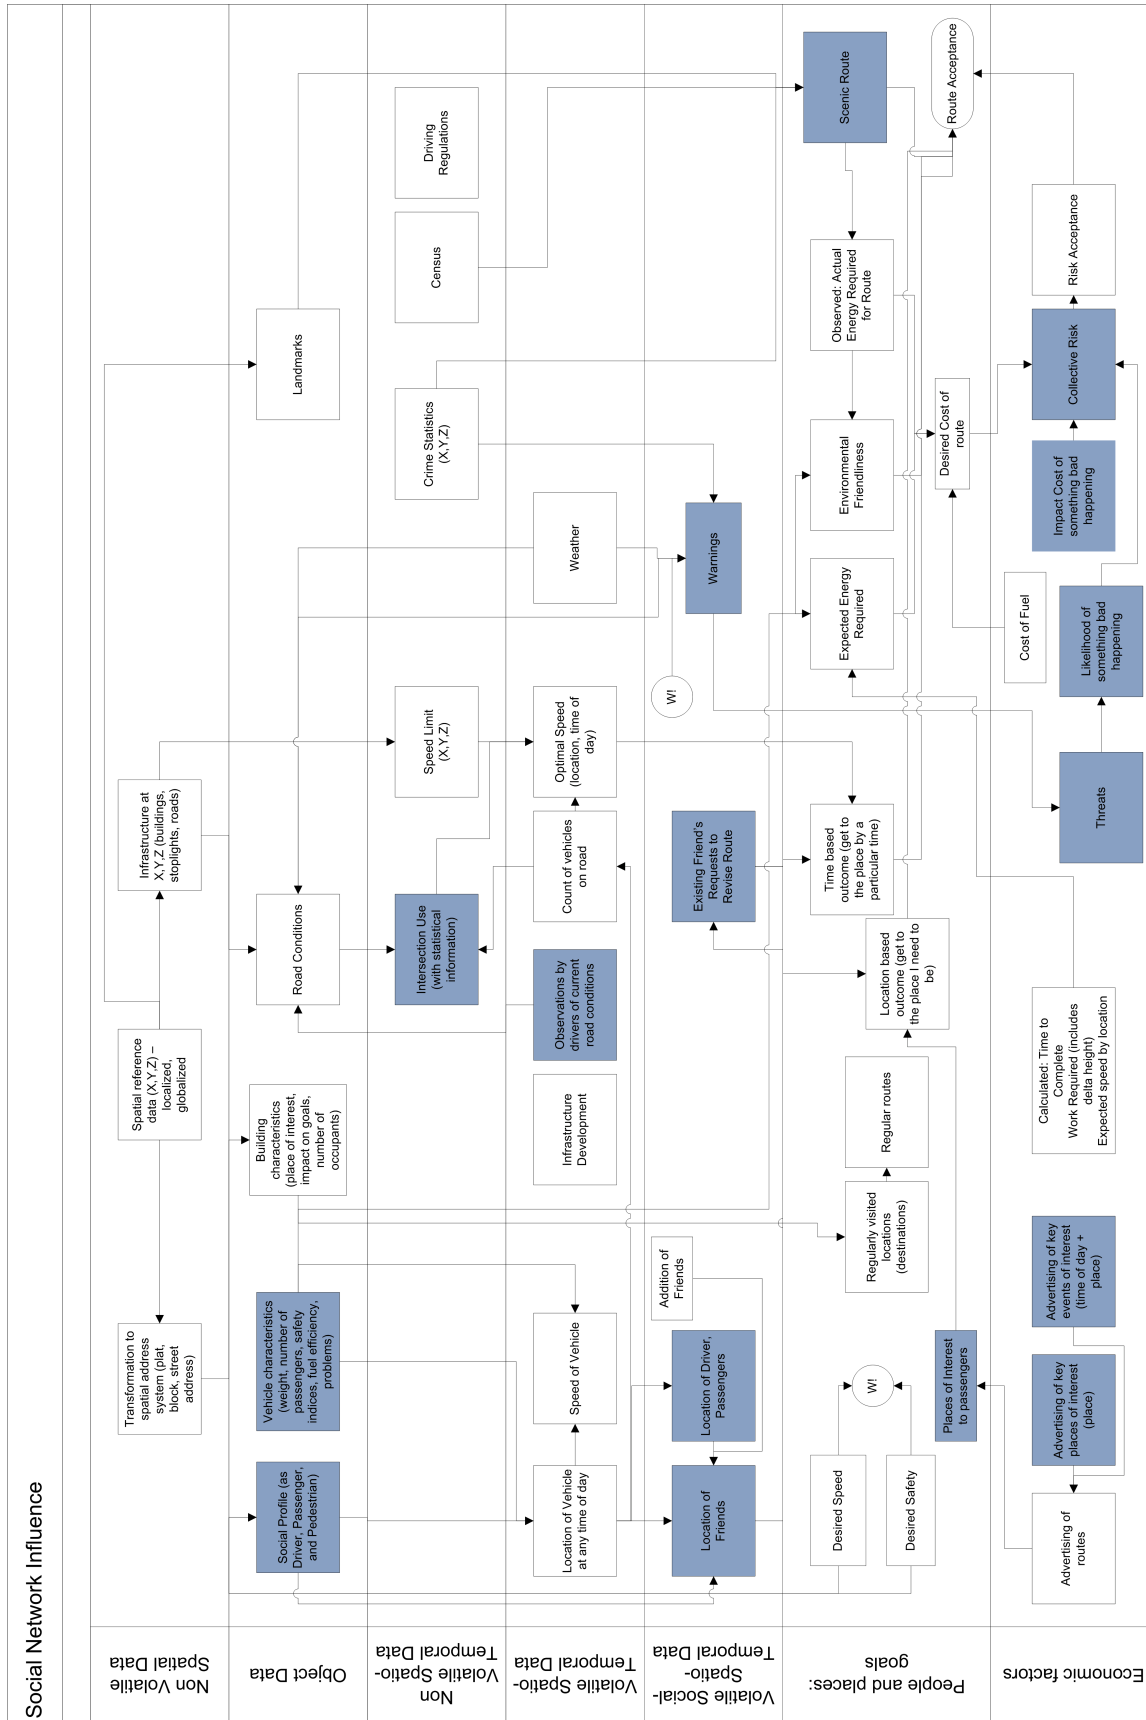 Social Network Influence
Non Volatile
Spatial Data
Transformation to
spatial address
system (plat,
block, street
address)
Spatial reference
data (X,Y,Z) –
localized,
globalized
Infrastructure at
X,Y,Z (buildings,
stoplights, roads)
Object Data
Social Profile (as
Driver, Passenger,
and Pedestrian)
Vehicle characteristics
(weight, number of
passengers, safety
indices, fuel efficiency,
problems)
Building
characteristics
(place of interest,
impact on goals,
number of
occupants)
Road Conditions
Landmarks
Non
Volatile Spatio-
Temporal Data
Intersection Use
(with statistical
information)
Speed Limit
(X,Y,Z)
Crime Statistics
(X,Y,Z)
Census
Driving
Regulations
Volatile Spatio-
Temporal Data
Location of Vehicle
at any time of day
Speed of Vehicle
Infrastructure
Development
Observations by
drivers of current
road conditions
Count of vehicles
on road
Optimal Speed
(location, time of
day)
Weather
Volatile Social-
Spatio-
Temporal Data
Location of
Friends
Location of Driver,
Passengers
Addition of
Friends
Existing Friend's
Requests to
Revise Route
W!
Warnings
People and places:
goals
Desired Speed
Desired Safety
W!
Places of Interest
to passengers
Regularly visited
locations
(destinations)
Regular routes
Location based
outcome (get to
the place I need to
be)
Time based
outcome (get to
the place by a
particular time)
Expected Energy
Required
Environmental
Friendliness
Observed: Actual
Energy Required
for Route
Scenic Route
Desired Cost of
route
Route Acceptance
Economic factors
Advertising of
routes
Advertising of key
places of interest
(place)
Advertising of key
events of interest
(time of day +
place)
Calculated: Time to
Complete
Work Required (includes
delta height)
Expected speed by location
Threats
Likelihood of
something bad
happening
Cost of Fuel
Impact Cost of
something bad
happening
Collective Risk
Risk Acceptance